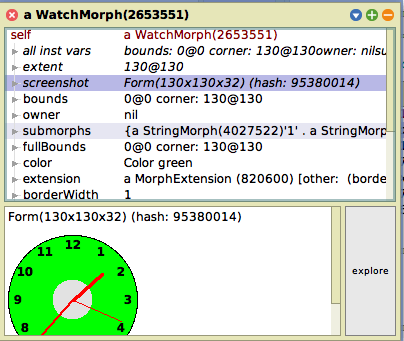 a WatchMorph(2653551)
self a WatchMorph(2653551)
all inst vars bounds: 0@0 corner: 130@130owner: nilsu
extent 130@130
screenshot Form(130x130x32) (hash: 95380014)
bounds 0@0 corner: 130@130
owner nil
submorphs {a StringMorph(4027522)'1' . a StringMorp
fullBounds 0@0 corner: 130@130
color Color green
extension a MorphExtension (820600) [other:  (borde
borderWidth 1
Form(130x130x32) (hash: 95380014)
12
11 1
10 2
9 3
8 4
explore